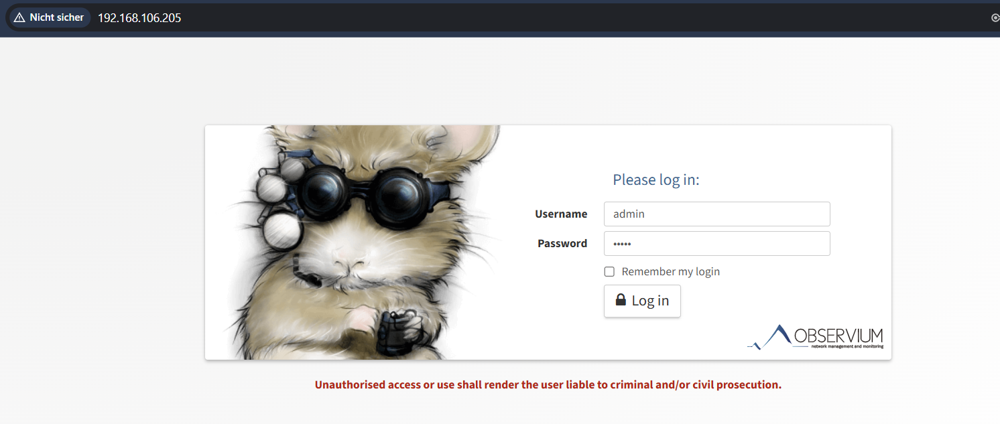 Nicht sicher 192.168.106.205
Please log in:
Username admin
Password •••••
Remember my login
Log in
OBSERVIUM
network management and monitoring
Unauthorised access or use shall render the user liable to criminal and/or civil prosecution.